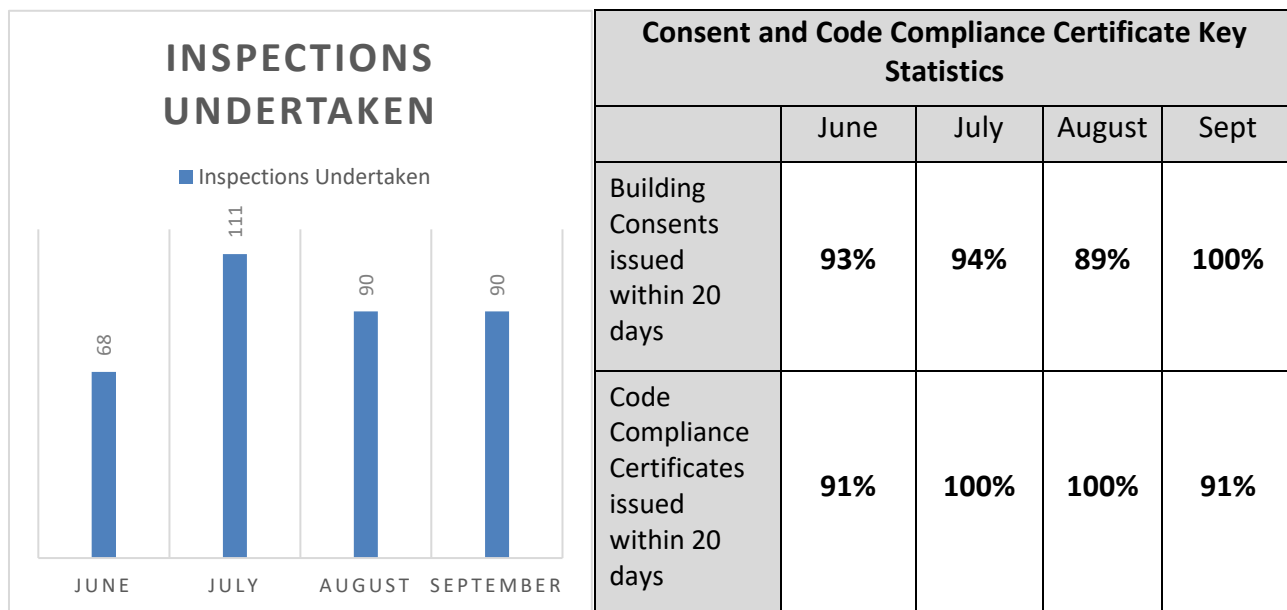 INSPECTIONS
UNDERTAKEN
Inspections Undertaken
68
111
90
90
JUNE JULY AUGUST SEPTEMBER
Consent and Code Compliance Certificate Key
Statistics
June July August Sept
Building
Consents
issued
within 20
days
93% 94% 89% 100%
Code
Compliance
Certificates
issued
within 20
days
91% 100% 100% 91%